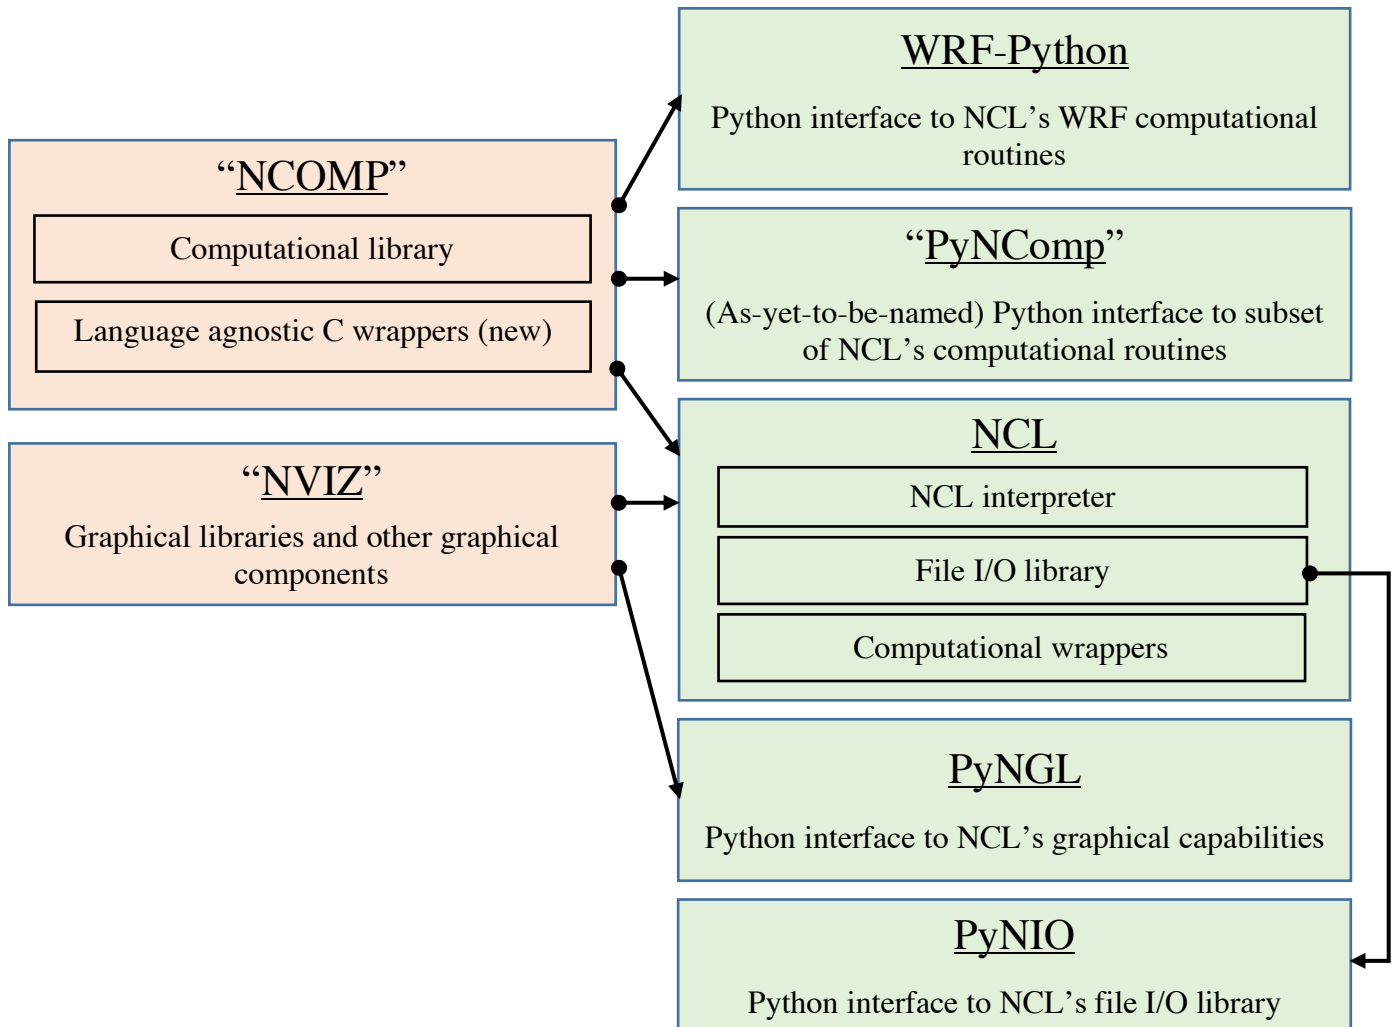 “NCOMP”
Computational library
Language agnostic C wrappers (new)
“NVIZ”
Graphical libraries and other graphical
components
WRF-Python
Python interface to NCL’s WRF computational
routines
“PyNComp”
(As-yet-to-be-named) Python interface to subset
of NCL’s computational routines
NCL
NCL interpreter
File I/O library
Computational wrappers
PyNGL
Python interface to NCL’s graphical capabilities
PyNIO
Python interface to NCL’s file I/O library